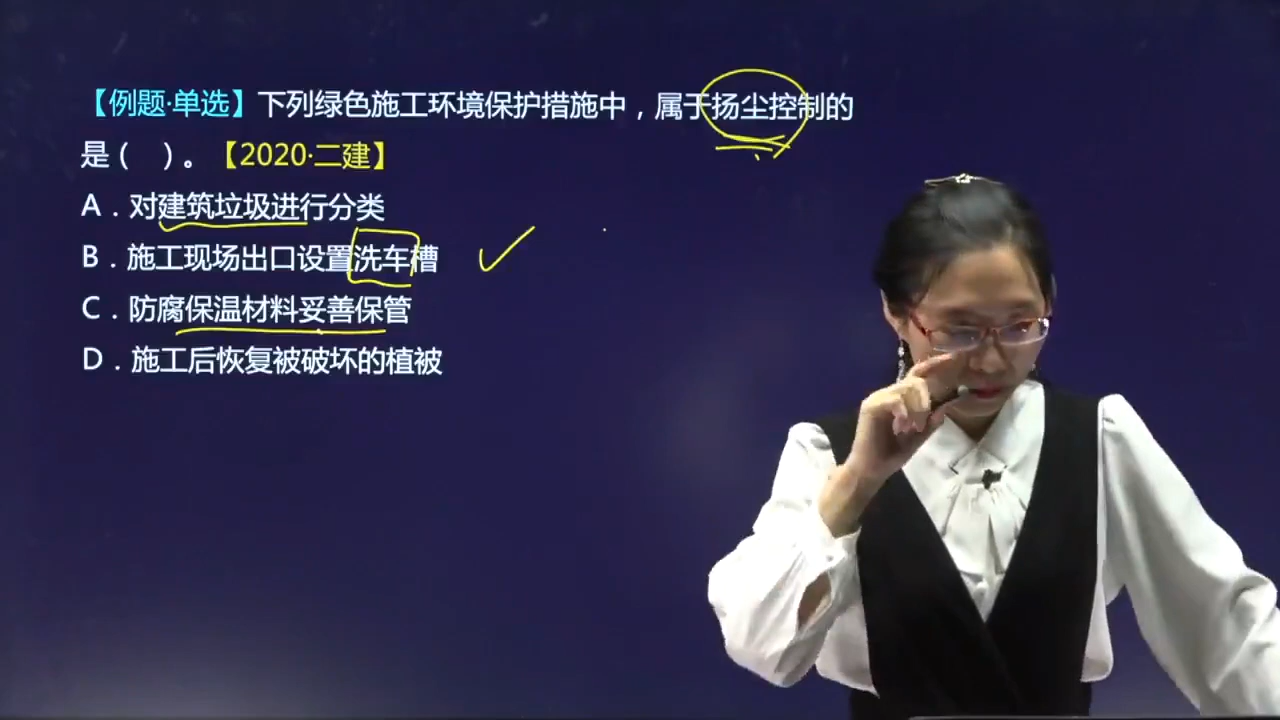 【例题·单选】下列绿色施工环境保护措施中，属于扬尘控制的
是（ ）。【2020·二建】
A．对建筑垃圾进行分类
B．施工现场出口设置洗车槽
C．防腐保温材料妥善保管
D．施工后恢复被破坏的植被